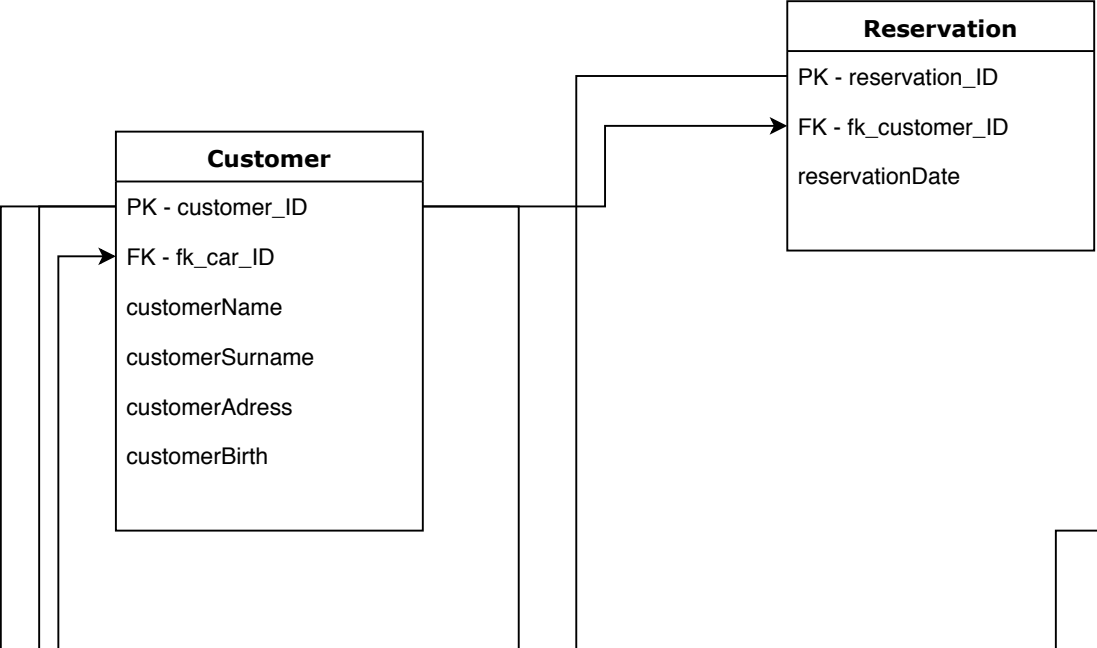 Reservation
PK - reservation_ID
FK - fk_customer_ID
reservationDate
Customer
PK - customer_ID
FK - fk_car_ID
customerName
customerSurname
customerAdress
customerBirth